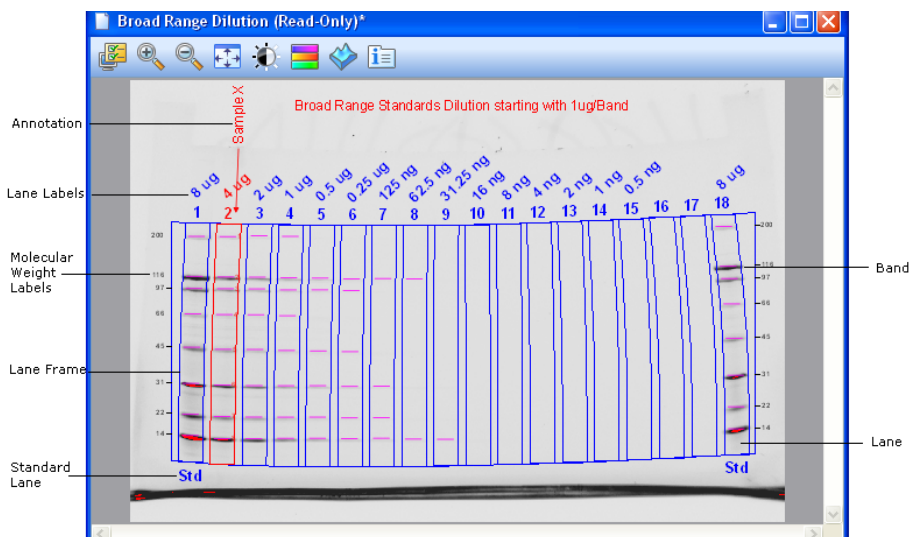 Broad Range Dilution (Read-Only)*
Broad Range Standards Dilution starting with 1ug/Band
Annotation
Sample X
Lane Labels
8 ug 4 ug 2 ug 1 ug 0.5 ug 0.25 ug 125 ng 62.5 ng 31.25 ng 16 ng 8 ng 4 ng 2 ng 1 ng 0.5 ng 8 ug
1 2 3 4 5 6 7 8 9 10 11 12 13 14 15 16 17 18
200 200
Molecular
Weight
Labels
116 116
Band
97 97
66 66
45 45
Lane Frame
31 31
22 22
14 14
Lane
Standard
Lane
Std Std